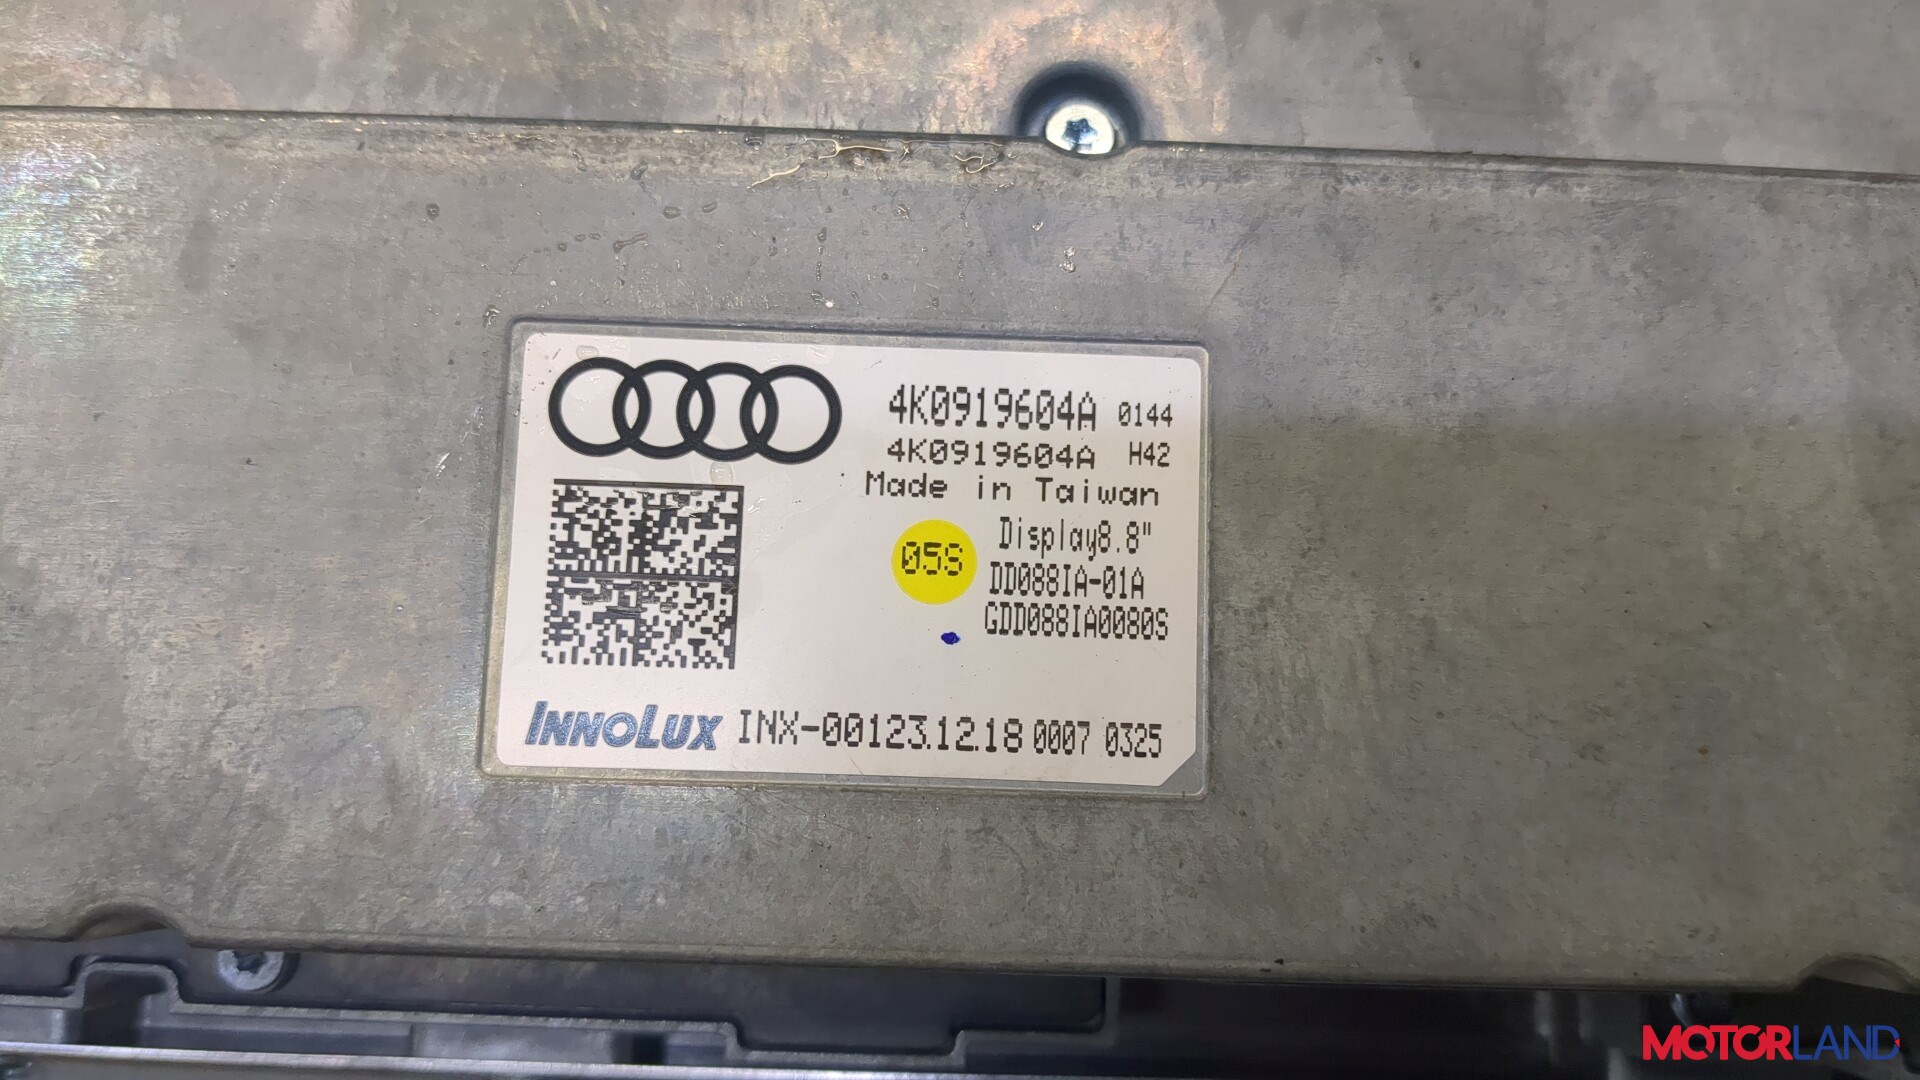 4K0919604A 0144
4K0919604A H42
Made in Taiwan
05S
Display8.8"
DD088IA-01A
GDD088IA0080S
INNOLUX INX-00123.12.18 0007 0325
MOTORLAND